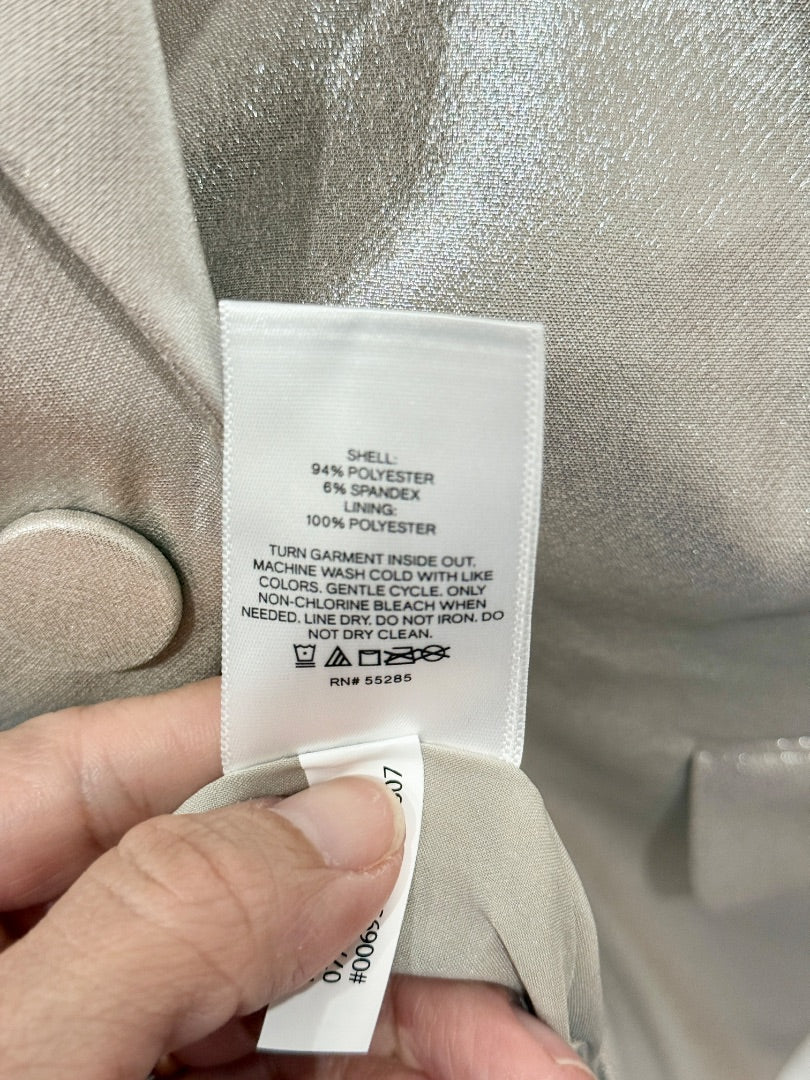 SHELL:
94% POLYESTER
6% SPANDEX
LINING:
100% POLYESTER
TURN GARMENT INSIDE OUT.
MACHINE WASH COLD WITH LIKE
COLORS. GENTLE CYCLE. ONLY
NON-CHLORINE BLEACH WHEN
NEEDED. LINE DRY. DO NOT IRON. DO
NOT DRY CLEAN.
RN# 55285